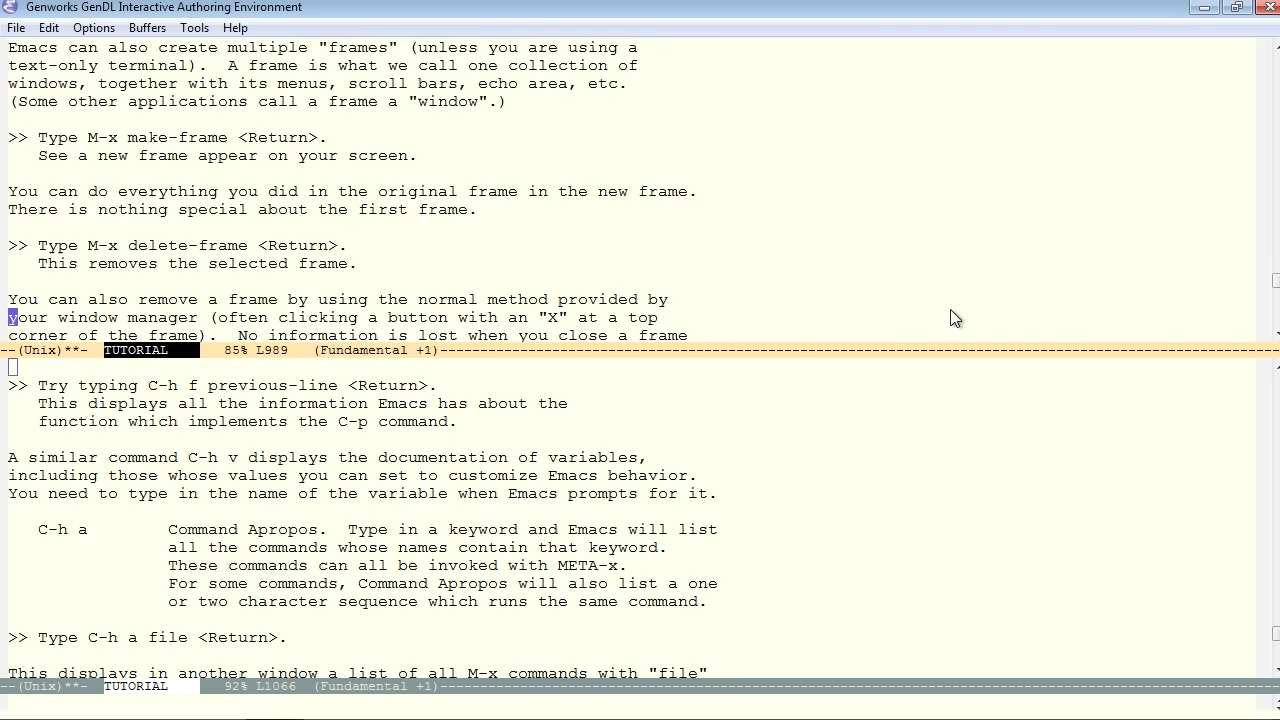 Genworks GenDL Interactive Authoring Environment
File Edit Options Buffers Tools Help
Emacs can also create multiple "frames" (unless you are using a
text-only terminal).  A frame is what we call one collection of
windows, together with its menus, scroll bars, echo area, etc.
(Some other applications call a frame a "window".)
>> Type M-x make-frame <Return>.
See a new frame appear on your screen.
You can do everything you did in the original frame in the new frame.
There is nothing special about the first frame.
>> Type M-x delete-frame <Return>.
This removes the selected frame.
You can also remove a frame by using the normal method provided by
your window manager (often clicking a button with an "X" at a top
corner of the frame).  No information is lost when you close a frame
--(Unix)**-  TUTORIAL       85% L989   (Fundamental +1)----------------------------------------
>> Try typing C-h f previous-line <Return>.
This displays all the information Emacs has about the
function which implements the C-p command.
A similar command C-h v displays the documentation of variables,
including those whose values you can set to customize Emacs behavior.
You need to type in the name of the variable when Emacs prompts for it.
C-h a        Command Apropos.  Type in a keyword and Emacs will list
all the commands whose names contain that keyword.
These commands can all be invoked with META-x.
For some commands, Command Apropos will also list a one
or two character sequence which runs the same command.
>> Type C-h a file <Return>.
This displays in another window a list of all M-x commands with "file"
--(Unix)**-  TUTORIAL       92% L1066  (Fundamental +1)----------------------------------------